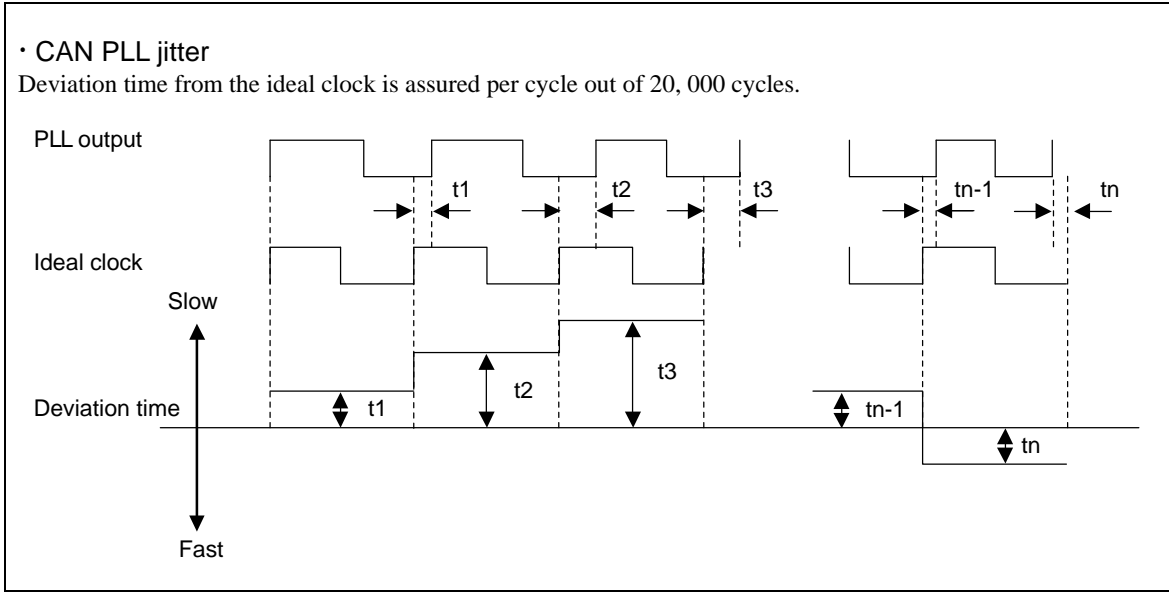 ・CAN PLL jitter
Deviation time from the ideal clock is assured per cycle out of 20, 000 cycles.
PLL output
t1
t2
t3
tn-1
tn
Ideal clock
Slow
Deviation time
t1
t2
t3
tn-1
tn
Fast